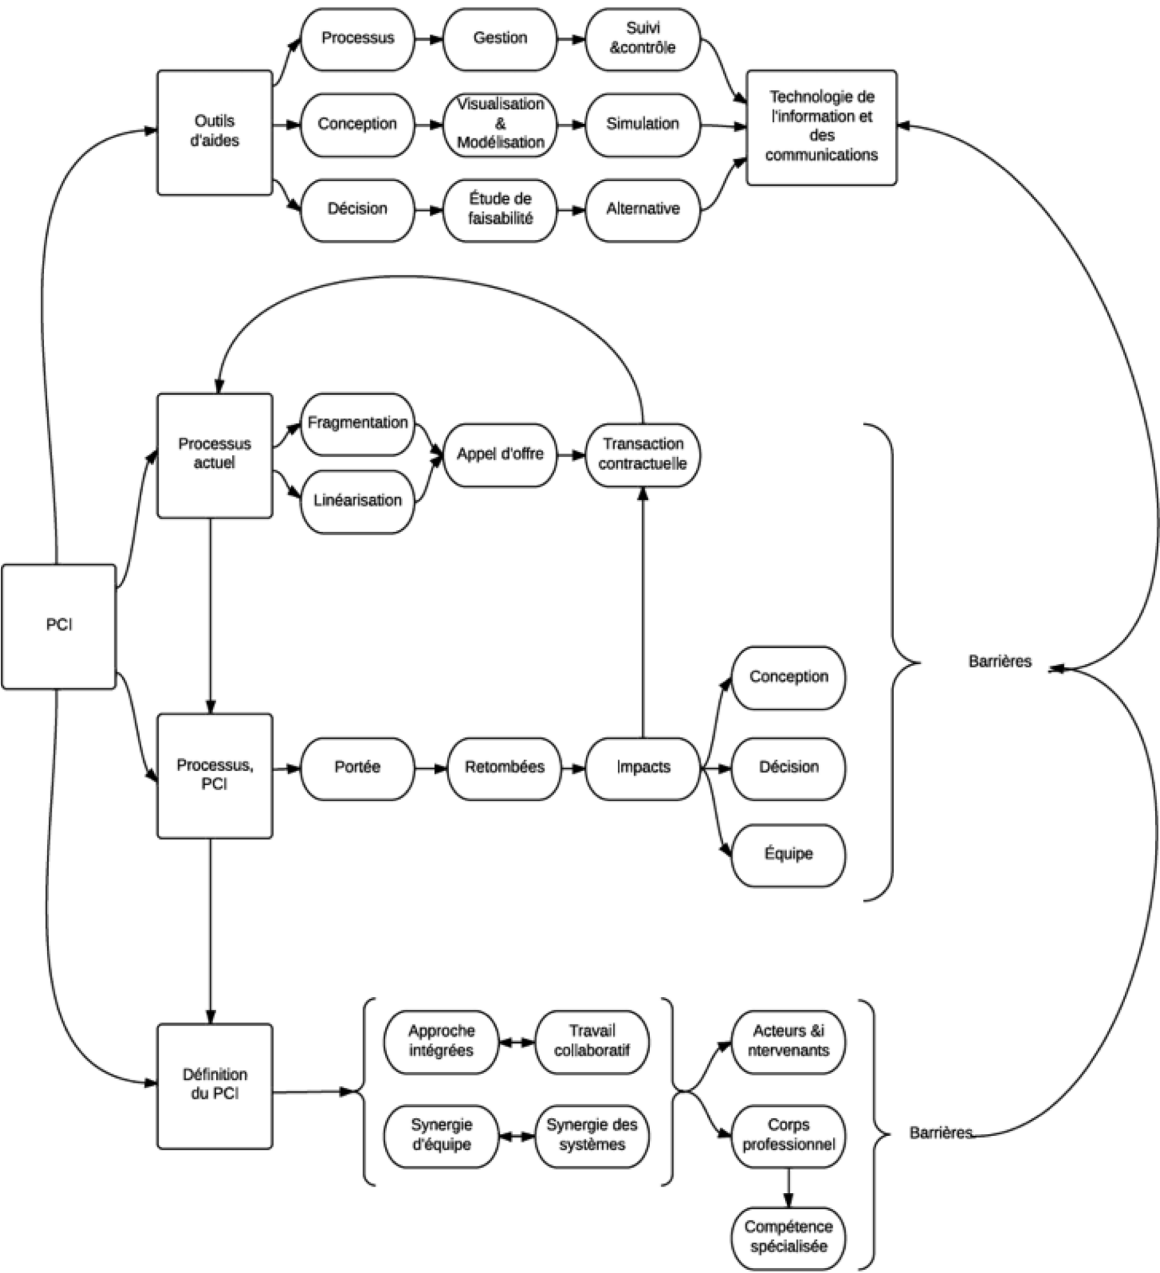 Processus
Gestion
Suivi
&contrôle
Outils
d'aides
Conception
Visualisation
&
Modélisation
Simulation
Technologie de
l'information et
des
communications
Décision
Étude de
faisabilité
Alternative
Processus
actuel
Fragmentation
Linéarisation
Appel d'offre
Transaction
contractuelle
PCI
Barrières
Conception
Processus,
PCI
Portée
Retombées
Impacts
Décision
Équipe
Définition
du PCI
Approche
intégrées
Travail
collaboratif
Acteurs &i
ntervenants
Synergie
d'équipe
Synergie des
systèmes
Corps
professionnel
Barrières
Compétence
spécialisée